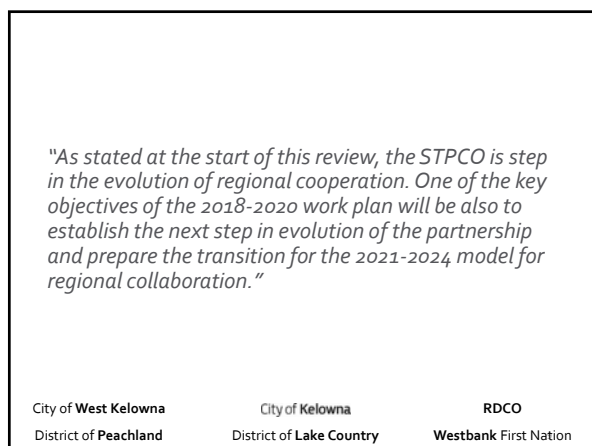 “As stated at the start of this review, the STPCO is step
in the evolution of regional cooperation. One of the key
objectives of the 2018-2020 work plan will be also to
establish the next step in evolution of the partnership
and prepare the transition for the 2021-2024 model for
regional collaboration.”
City of West Kelowna City of Kelowna RDCO
District of Peachland District of Lake Country Westbank First Nation